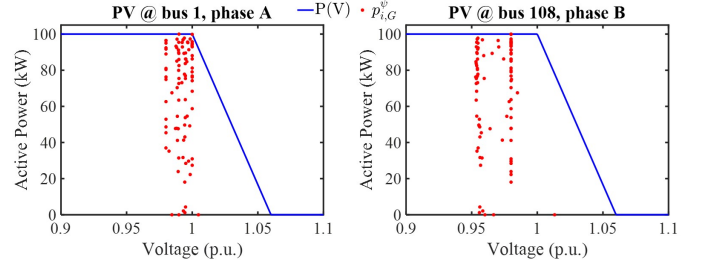 PV @ bus 1, phase A
P(V) p_{i,G}^ψ
PV @ bus 108, phase B
Active Power (kW)
100
80
60
40
20
0
0.9 0.95 1 1.05 1.1
Voltage (p.u.)
Active Power (kW)
100
80
60
40
20
0
0.9 0.95 1 1.05 1.1
Voltage (p.u.)